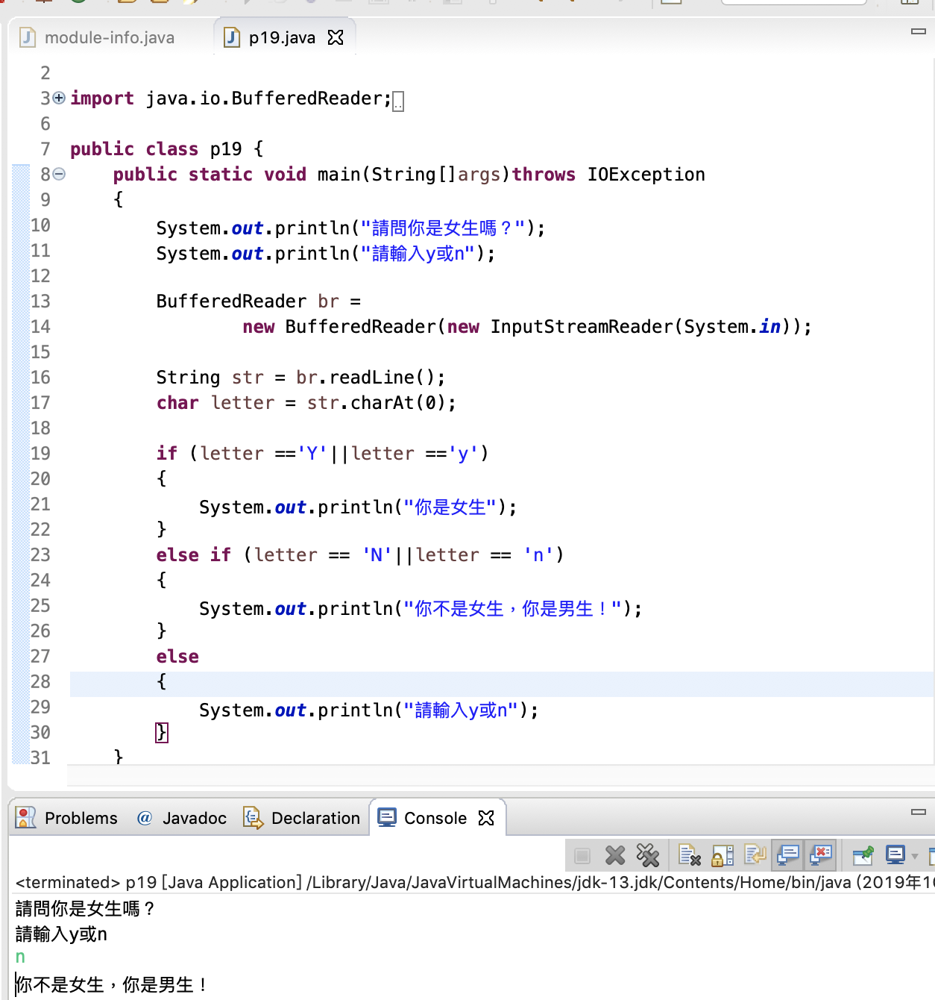 module-info.java
p19.java
2
3 import java.io.BufferedReader;
6
7 public class p19 {
8     public static void main(String[]args)throws IOException
9     {
10         System.out.println("請問你是女生嗎？");
11         System.out.println("請輸入y或n");
12
13         BufferedReader br =
14                 new BufferedReader(new InputStreamReader(System.in));
15
16         String str = br.readLine();
17         char letter = str.charAt(0);
18
19         if (letter =='Y'||letter =='y')
20         {
21             System.out.println("你是女生");
22         }
23         else if (letter == 'N'||letter == 'n')
24         {
25             System.out.println("你不是女生，你是男生！");
26         }
27         else
28         {
29             System.out.println("請輸入y或n");
30         }
31     }
Problems @ Javadoc Declaration Console
<terminated> p19 [Java Application] /Library/Java/JavaVirtualMachines/jdk-13.jdk/Contents/Home/bin/java (2019年10
請問你是女生嗎？
請輸入y或n
n
你不是女生，你是男生！